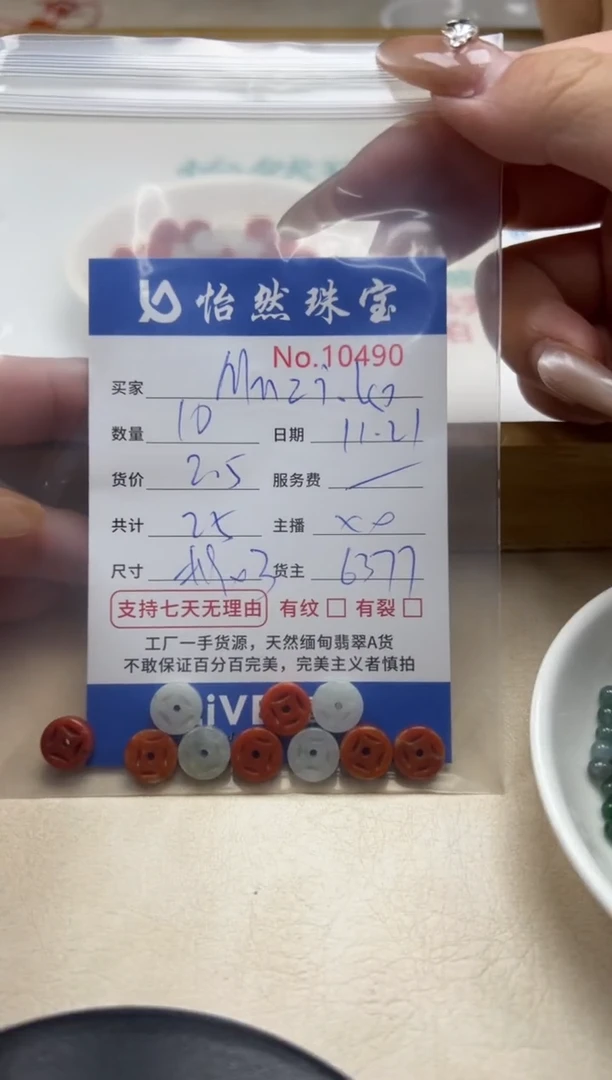 怡然珠宝
No.10490
买家
数量 10 日期 11.21
货价 2.5 服务费
共计 25 主播
尺寸 货主 6377
支持七天无理由 有纹 有裂
工厂一手货源，天然缅甸翡翠A货
不敢保证百分百完美，完美主义者慎拍